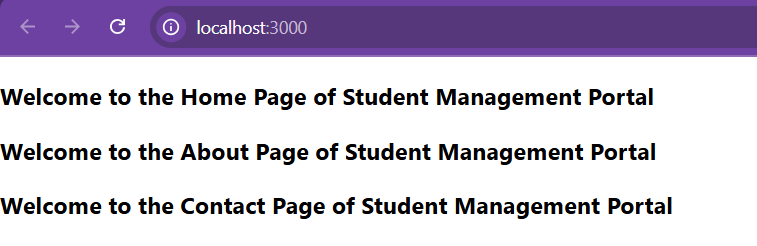 localhost:3000
Welcome to the Home Page of Student Management Portal
Welcome to the About Page of Student Management Portal
Welcome to the Contact Page of Student Management Portal